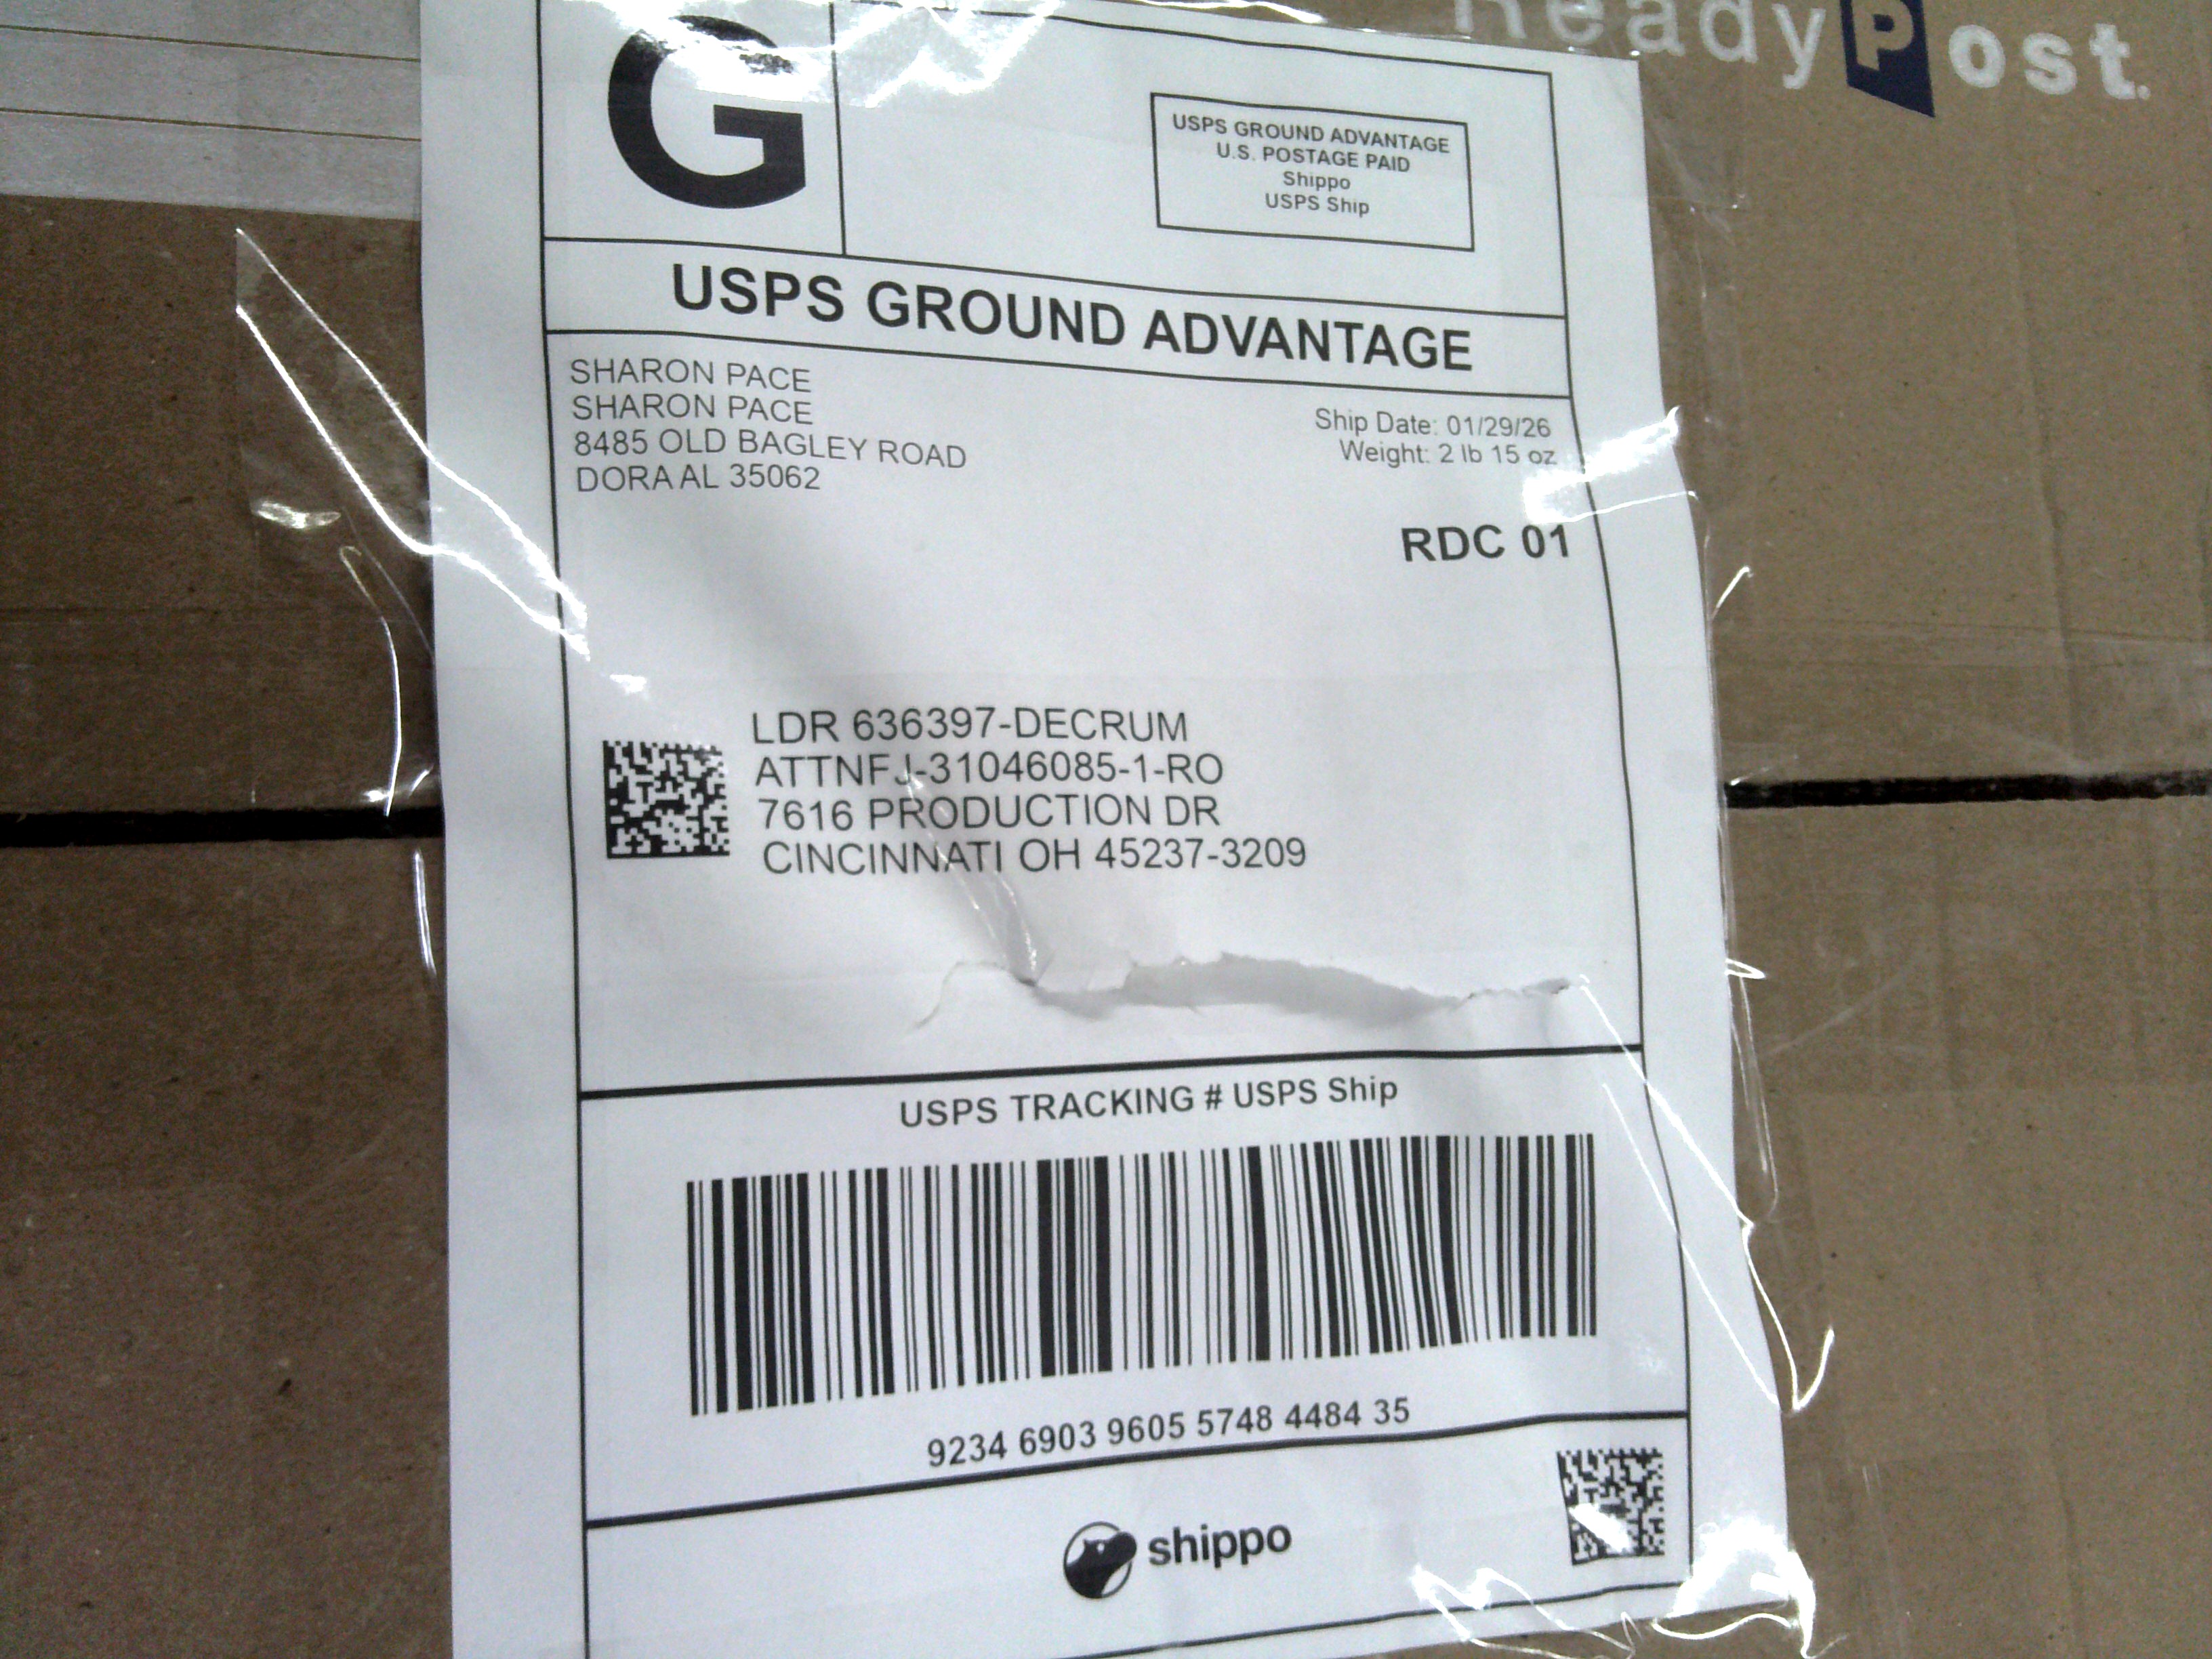 ReadyPost.
G
USPS GROUND ADVANTAGE
U.S. POSTAGE PAID
Shippo
USPS Ship
USPS GROUND ADVANTAGE
SHARON PACE
SHARON PACE
8485 OLD BAGLEY ROAD
DORA AL 35062
Ship Date: 01/29/26
Weight: 2 lb 15 oz
RDC 01
LDR 636397-DECRUM
ATTNFJ-31046085-1-RO
7616 PRODUCTION DR
CINCINNATI OH 45237-3209
USPS TRACKING # USPS Ship
9234 6903 9605 5748 4484 35
shippo